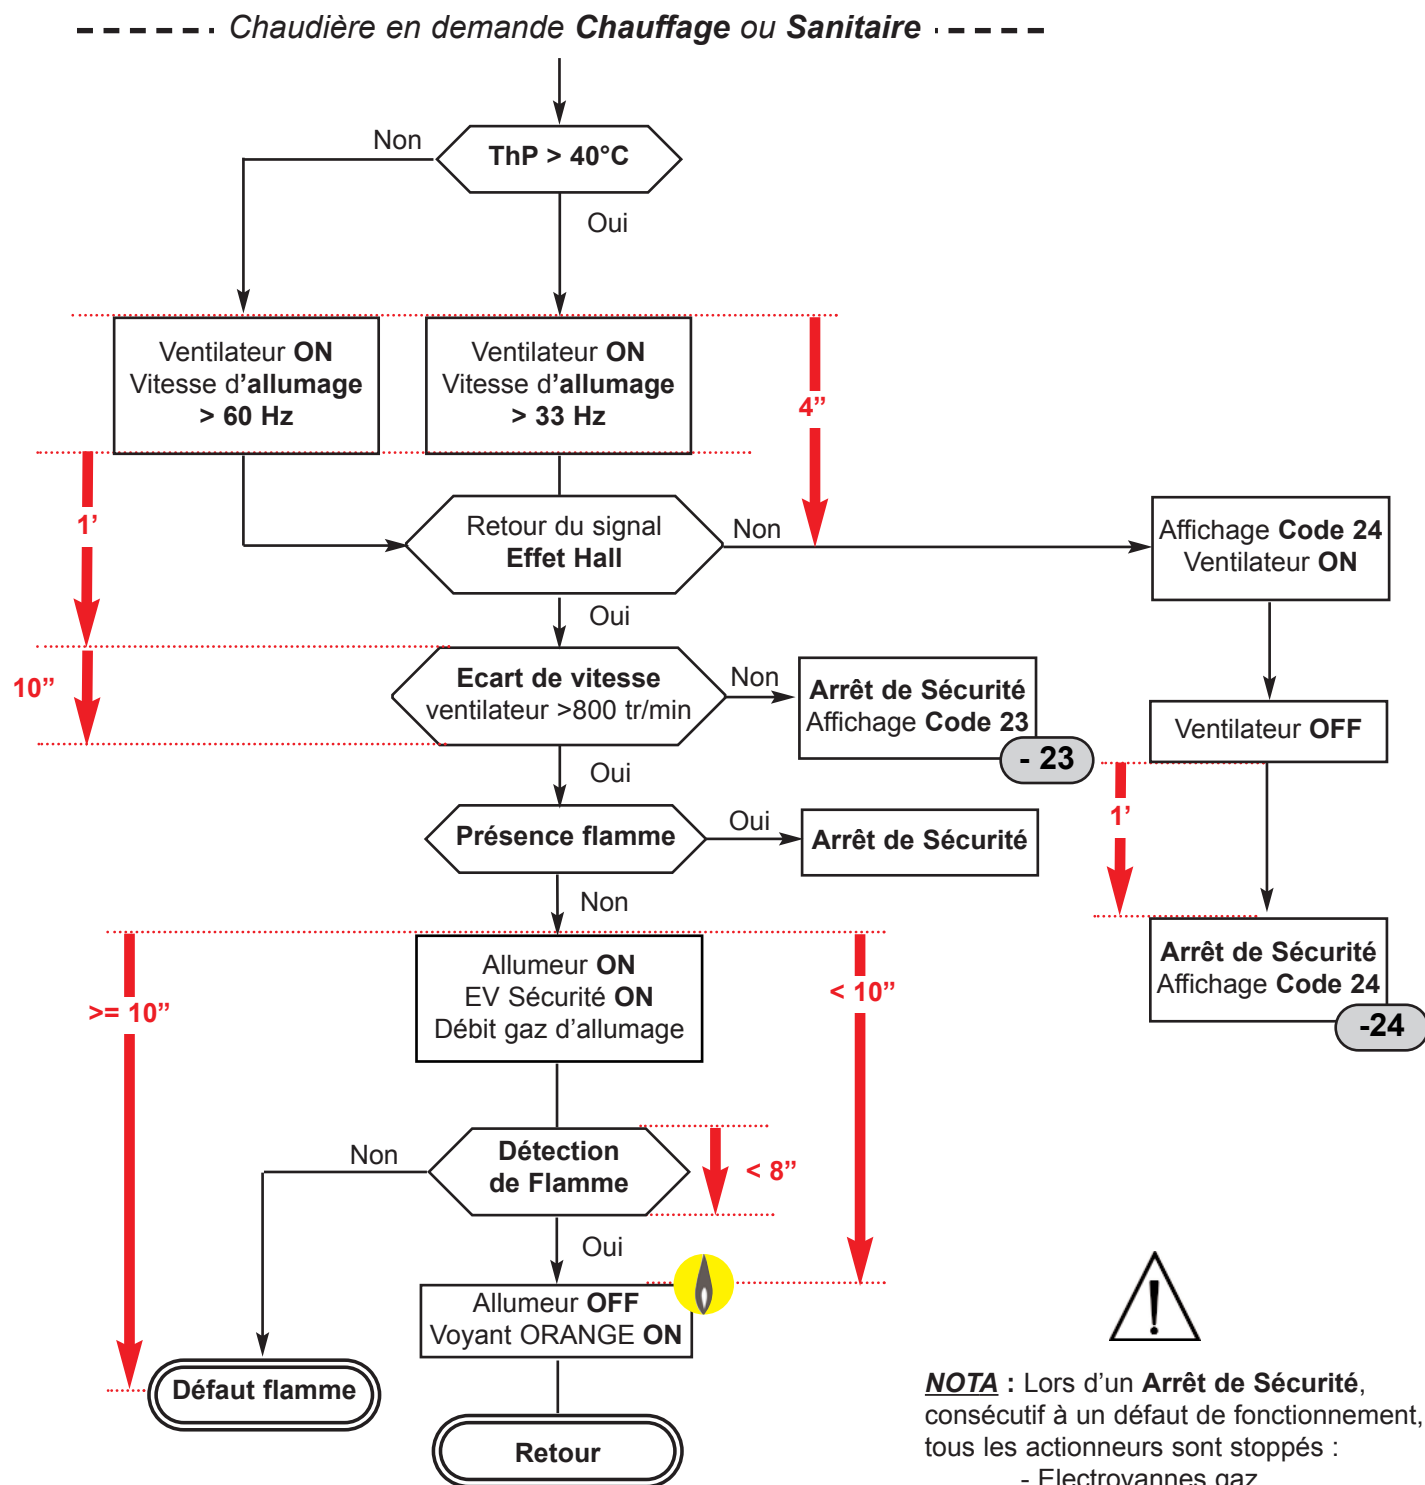 Chaudière en demande Chauffage ou Sanitaire
Non
ThP > 40°C
Oui
Ventilateur ON
Vitesse d'allumage
> 60 Hz
Ventilateur ON
Vitesse d'allumage
> 33 Hz
4”
1’
Retour du signal
Effet Hall
Non
Affichage Code 24
Ventilateur ON
Oui
10”
Ecart de vitesse
ventilateur >800 tr/min
Non
Arrêt de Sécurité
Affichage Code 23
- 23
Ventilateur OFF
Oui
1’
Présence flamme
Oui
Arrêt de Sécurité
Non
Arrêt de Sécurité
Affichage Code 24
-24
>= 10”
Allumeur ON
EV Sécurité ON
Débit gaz d’allumage
< 10”
Non
Détection
de Flamme
< 8”
Oui
Allumeur OFF
Voyant ORANGE ON
Défaut flamme
Retour
!
NOTA : Lors d’un Arrêt de Sécurité,
consécutif à un défaut de fonctionnement,
tous les actionneurs sont stoppés :
- Electrovannes gaz